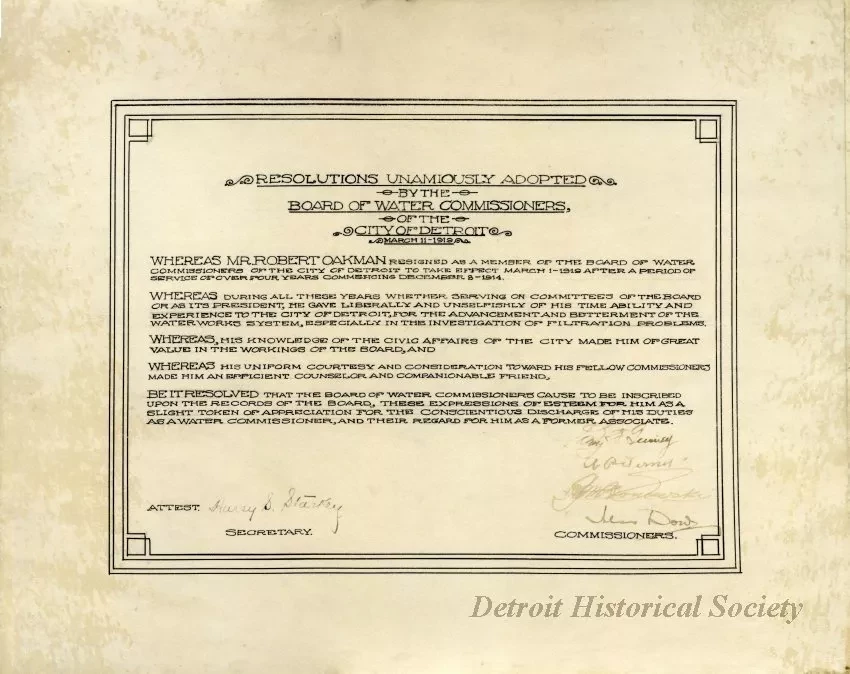 RESOLUTIONS UNAMIOUSLY ADOPTED
BY THE
BOARD OF WATER COMMISSIONERS,
OF THE
CITY OF DETROIT
MARCH 11-1919
WHEREAS MR. ROBERT OAKMAN RESIGNED AS A MEMBER OF THE BOARD OF WATER
COMMISSIONERS OF THE CITY OF DETROIT TO TAKE EFFECT MARCH 1-1919 AFTER A PERIOD OF
SERVICE OF OVER FOUR YEARS COMMENCING DECEMBER 8-1914.
WHEREAS DURING ALL THESE YEARS WHETHER SERVING ON COMMITTEES OF THE BOARD
OR AS ITS PRESIDENT, HE GAVE LIBERALLY AND UNSELFISHLY OF HIS TIME ABILITY AND
EXPERIENCE TO THE CITY OF DETROIT, FOR THE ADVANCEMENT AND BETTERMENT OF THE
WATER WORKS SYSTEM, ESPECIALLY IN THE INVESTIGATION OF FILTRATION PROBLEMS.
WHEREAS, HIS KNOWLEDGE OF THE CIVIC AFFAIRS OF THE CITY MADE HIM OF GREAT
VALUE IN THE WORKINGS OF THE BOARD, AND
WHEREAS HIS UNIFORM COURTESY AND CONSIDERATION TOWARD HIS FELLOW COMMISSIONERS
MADE HIM AN EFFICIENT COUNSELOR AND COMPANIONABLE FRIEND,
BE IT RESOLVED THAT THE BOARD OF WATER COMMISSIONERS CAUSE TO BE INSCRIBED
UPON THE RECORDS OF THE BOARD, THESE EXPRESSIONS OF ESTEEM FOR HIM AS A
SLIGHT TOKEN OF APPRECIATION FOR THE CONSCIENTIOUS DISCHARGE OF HIS DUTIES
AS A WATER COMMISSIONER, AND THEIR REGARD FOR HIM AS A FORMER ASSOCIATE.
ATTEST. S. Starkey
SECRETARY.
Dow
COMMISSIONERS.
Detroit Historical Society